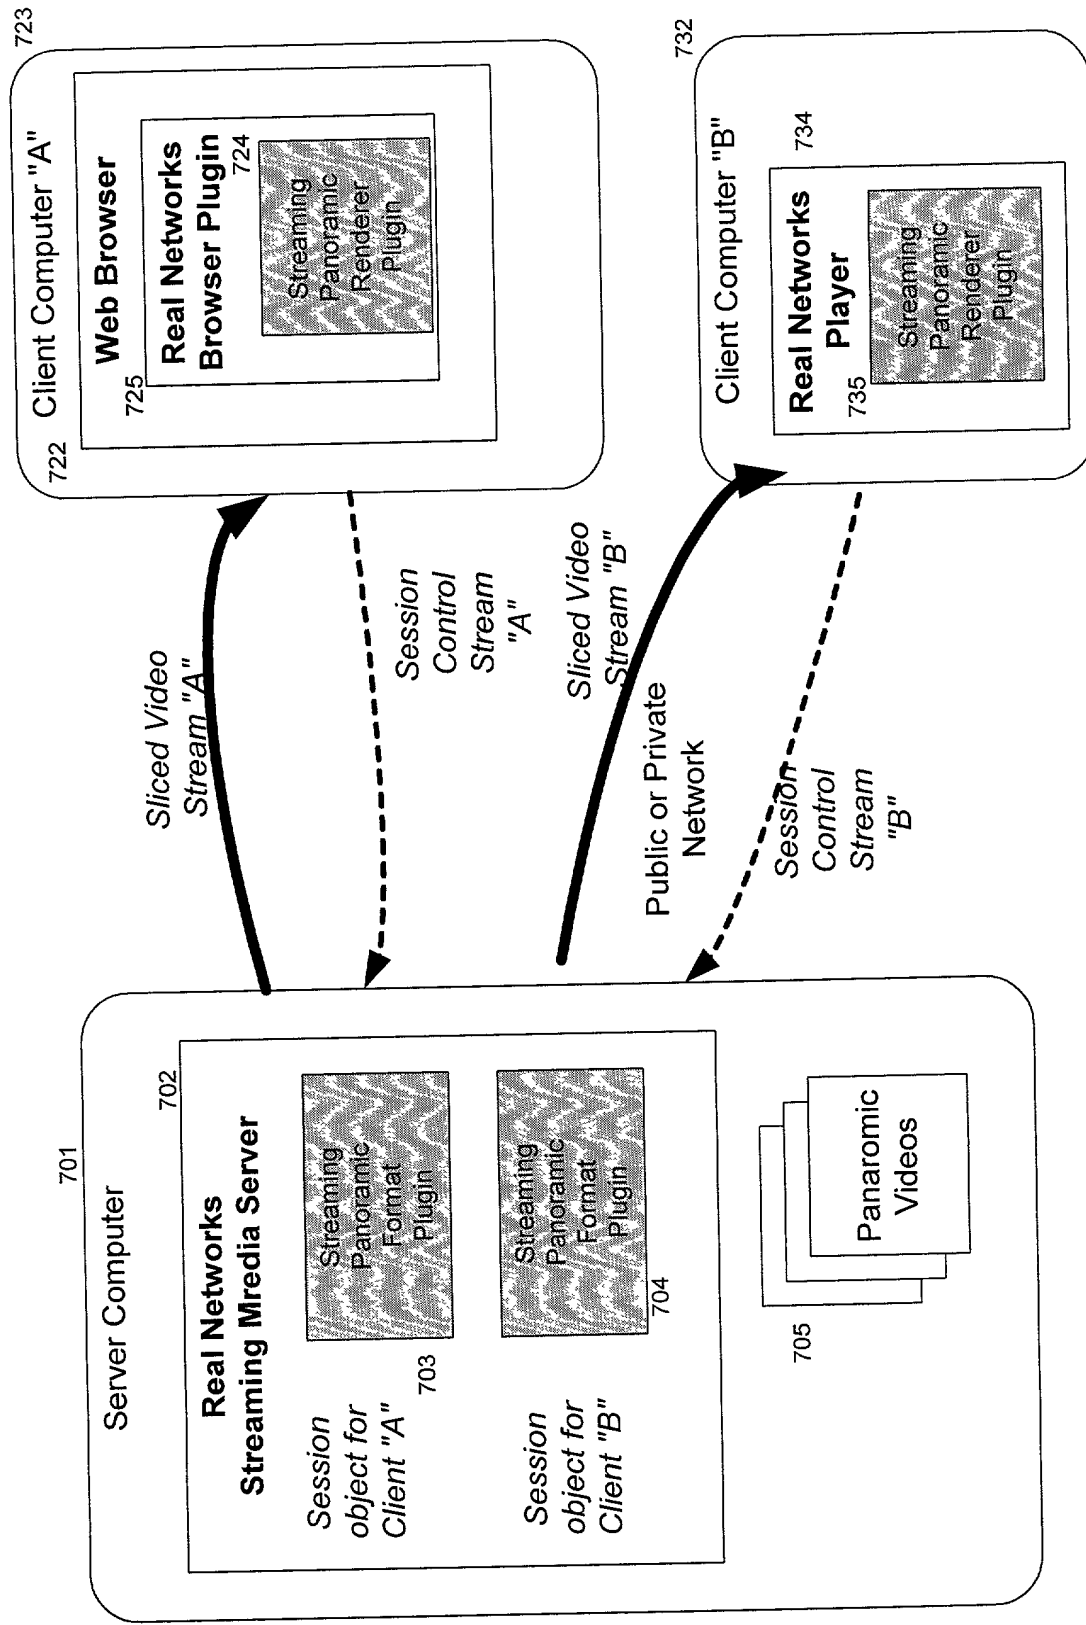 701
Server Computer
702
Real Networks
Streaming Mredia Server
Session
object for
Client "A"
703
Streaming
Panoramic
Format
Plugin
Session
object for
Client "B"
704
Streaming
Panoramic
Format
Plugin
705
Panaromic
Videos
Sliced Video
Stream "A"
Session
Control
Stream
"A"
Sliced Video
Stream "B"
Public or Private
Network
Session
Control
Stream
"B"
722
Client Computer "A"
723
Web Browser
725
Real Networks
Browser Plugin
724
Streaming
Panoramic
Renderer
Plugin
732
Client Computer "B"
734
Real Networks
Player
735
Streaming
Panoramic
Renderer
Plugin